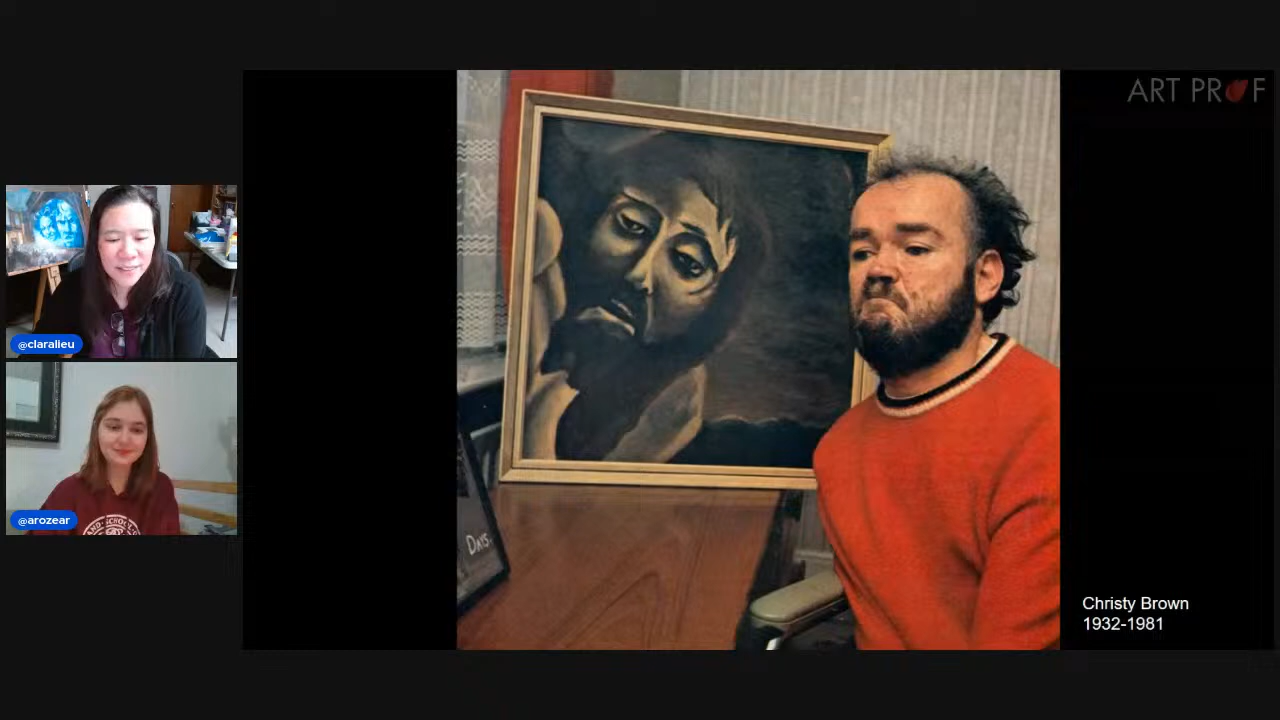 ART PROF
@claralieu
@arozear
DAYS.
Christy Brown
1932-1981